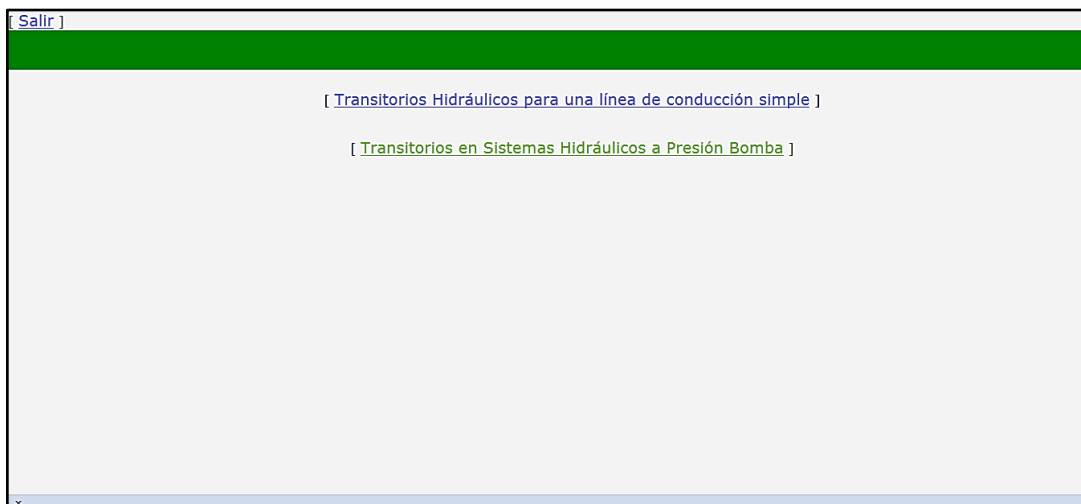 [ Salir ]
[ Transitorios Hidráulicos para una línea de conducción simple ]
[ Transitorios en Sistemas Hidráulicos a Presión Bomba ]
x